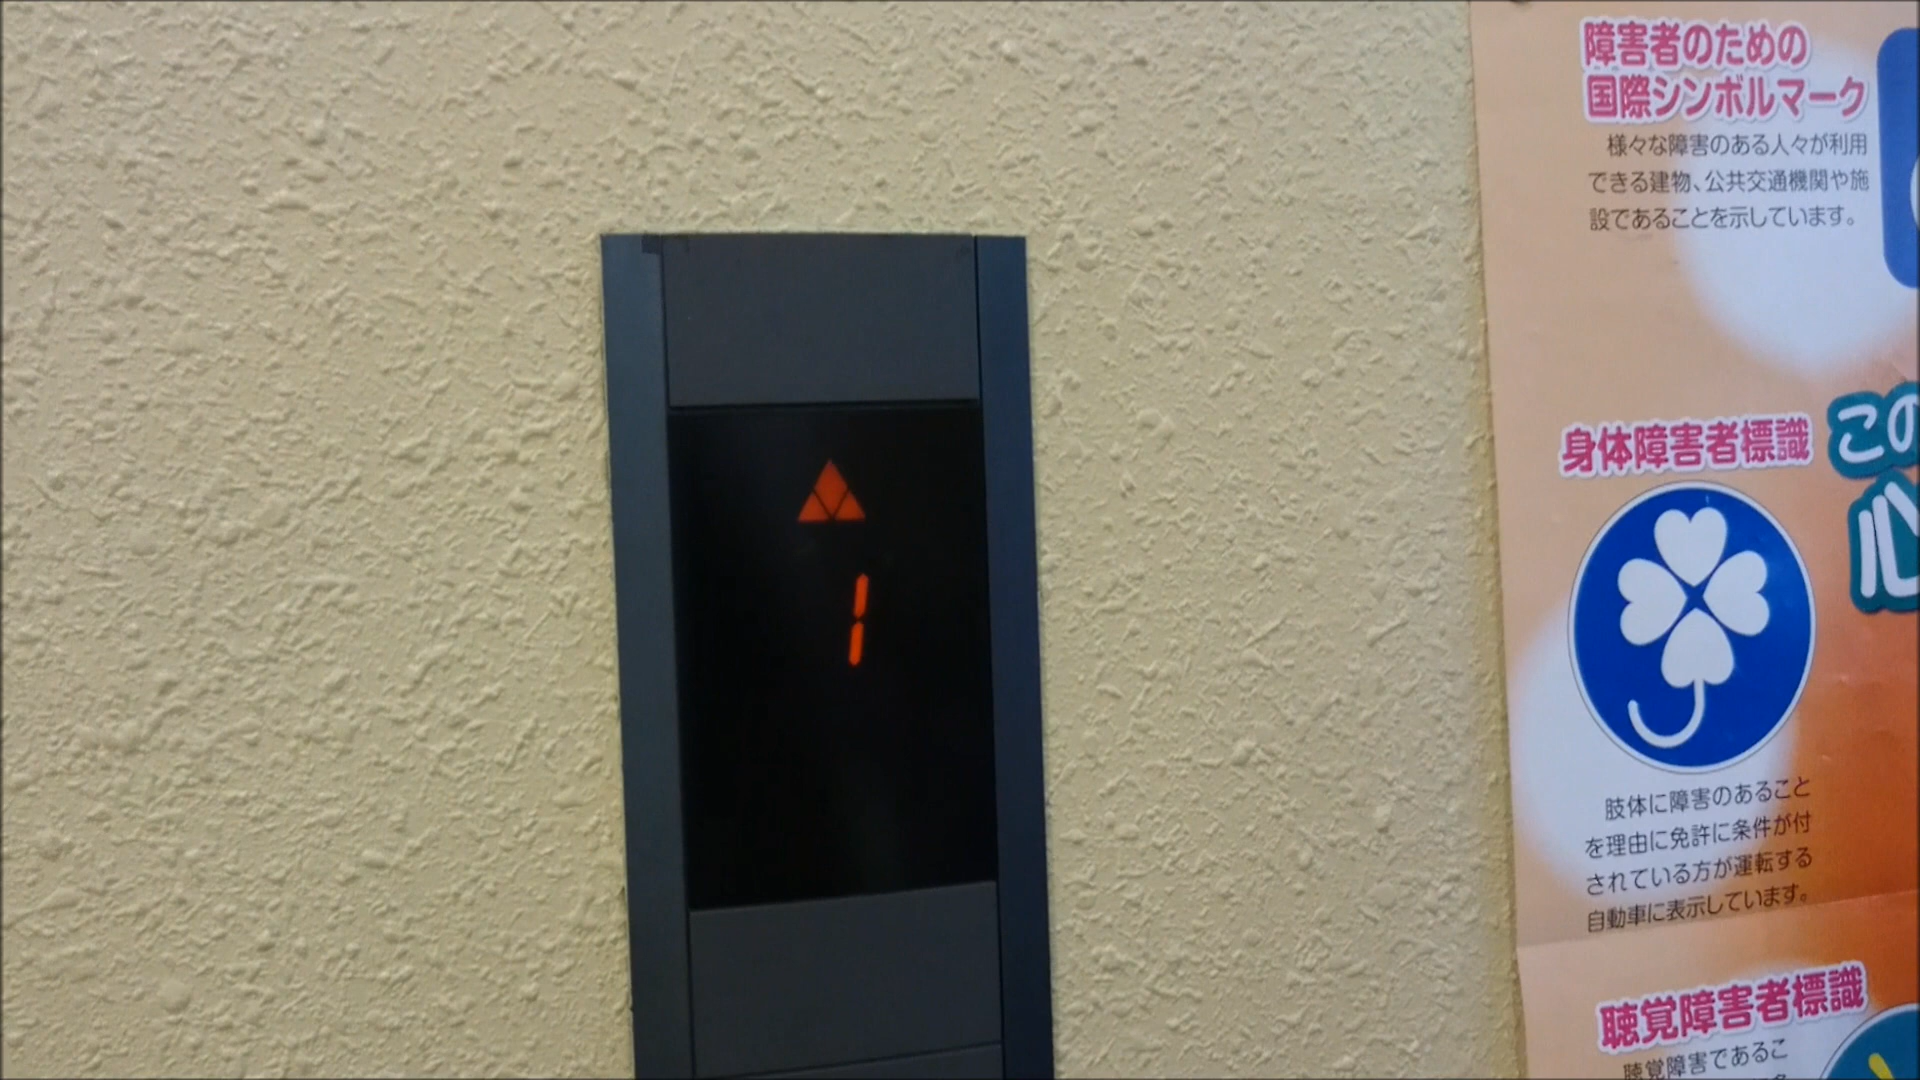 1
障害者のための
国際シンボルマーク
様々な障害のある人々が利用
できる建物、公共交通機関や施
設であることを示しています。
身体障害者標識
この
心
肢体に障害のあること
を理由に免許に条件が付
されている方が運転する
自動車に表示しています。
聴覚障害者標識
聴覚障害であるこ